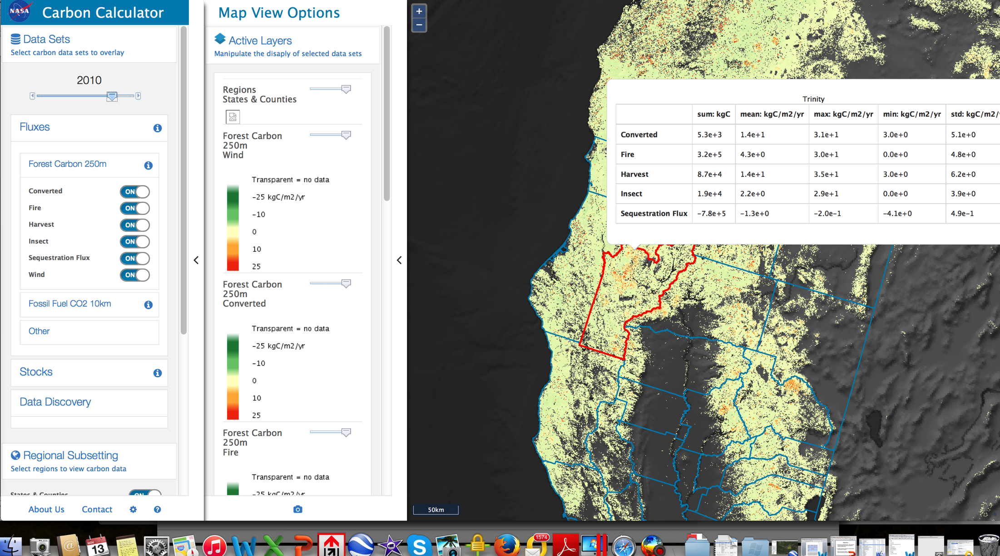 NASA
Carbon Calculator
Data Sets
Select carbon data sets to overlay
2010
Fluxes
Forest Carbon 250m
Converted ON
Fire ON
Harvest ON
Insect ON
Sequestration Flux ON
Wind ON
Fossil Fuel CO2 10km
Other
Stocks
Data Discovery
Regional Subsetting
Select regions to view carbon data
States & Counties ON
About Us Contact
Map View Options
Active Layers
Manipulate the disaply of selected data sets
Regions
States & Counties
Forest Carbon
250m
Wind
Transparent = no data
-25 kgC/m2/yr
-10
0
10
25
Forest Carbon
250m
Converted
Transparent = no data
-25 kgC/m2/yr
-10
0
10
25
Forest Carbon
250m
Fire
Transparent = no data
-25 kgC/m2/yr
+
−
Trinity
sum: kgC mean: kgC/m2/yr max: kgC/m2/yr min: kgC/m2/yr std: kgC/m2/
Converted 5.3e+3 1.4e+1 3.1e+1 3.0e+0 5.1e+0
Fire 3.2e+5 4.3e+0 3.0e+1 0.0e+0 4.8e+0
Harvest 8.7e+4 1.4e+1 3.5e+1 3.0e+0 6.2e+0
Insect 1.9e+4 2.2e+0 2.9e+1 0.0e+0 3.9e+0
Sequestration Flux −7.8e+5 −1.3e+0 −2.0e-1 −4.1e+0 4.9e-1
50km
NOV
13
280
1574